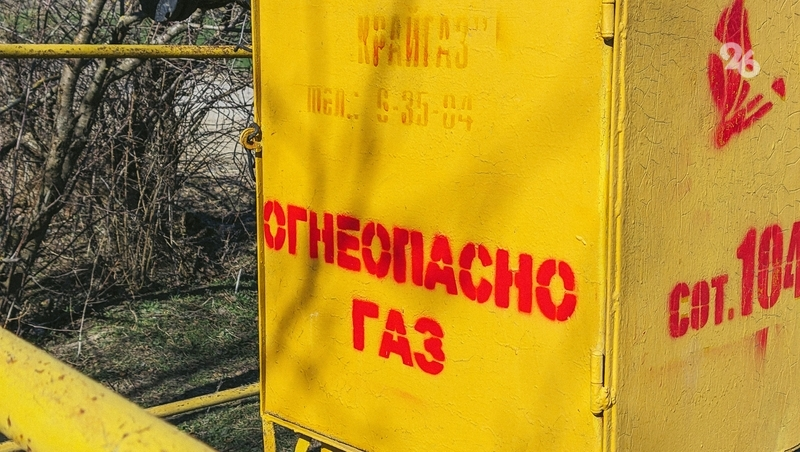 КРАЙГАЗ"
тел.: 6-35-04
ОГНЕОПАСНО
ГАЗ
26
сот. 104